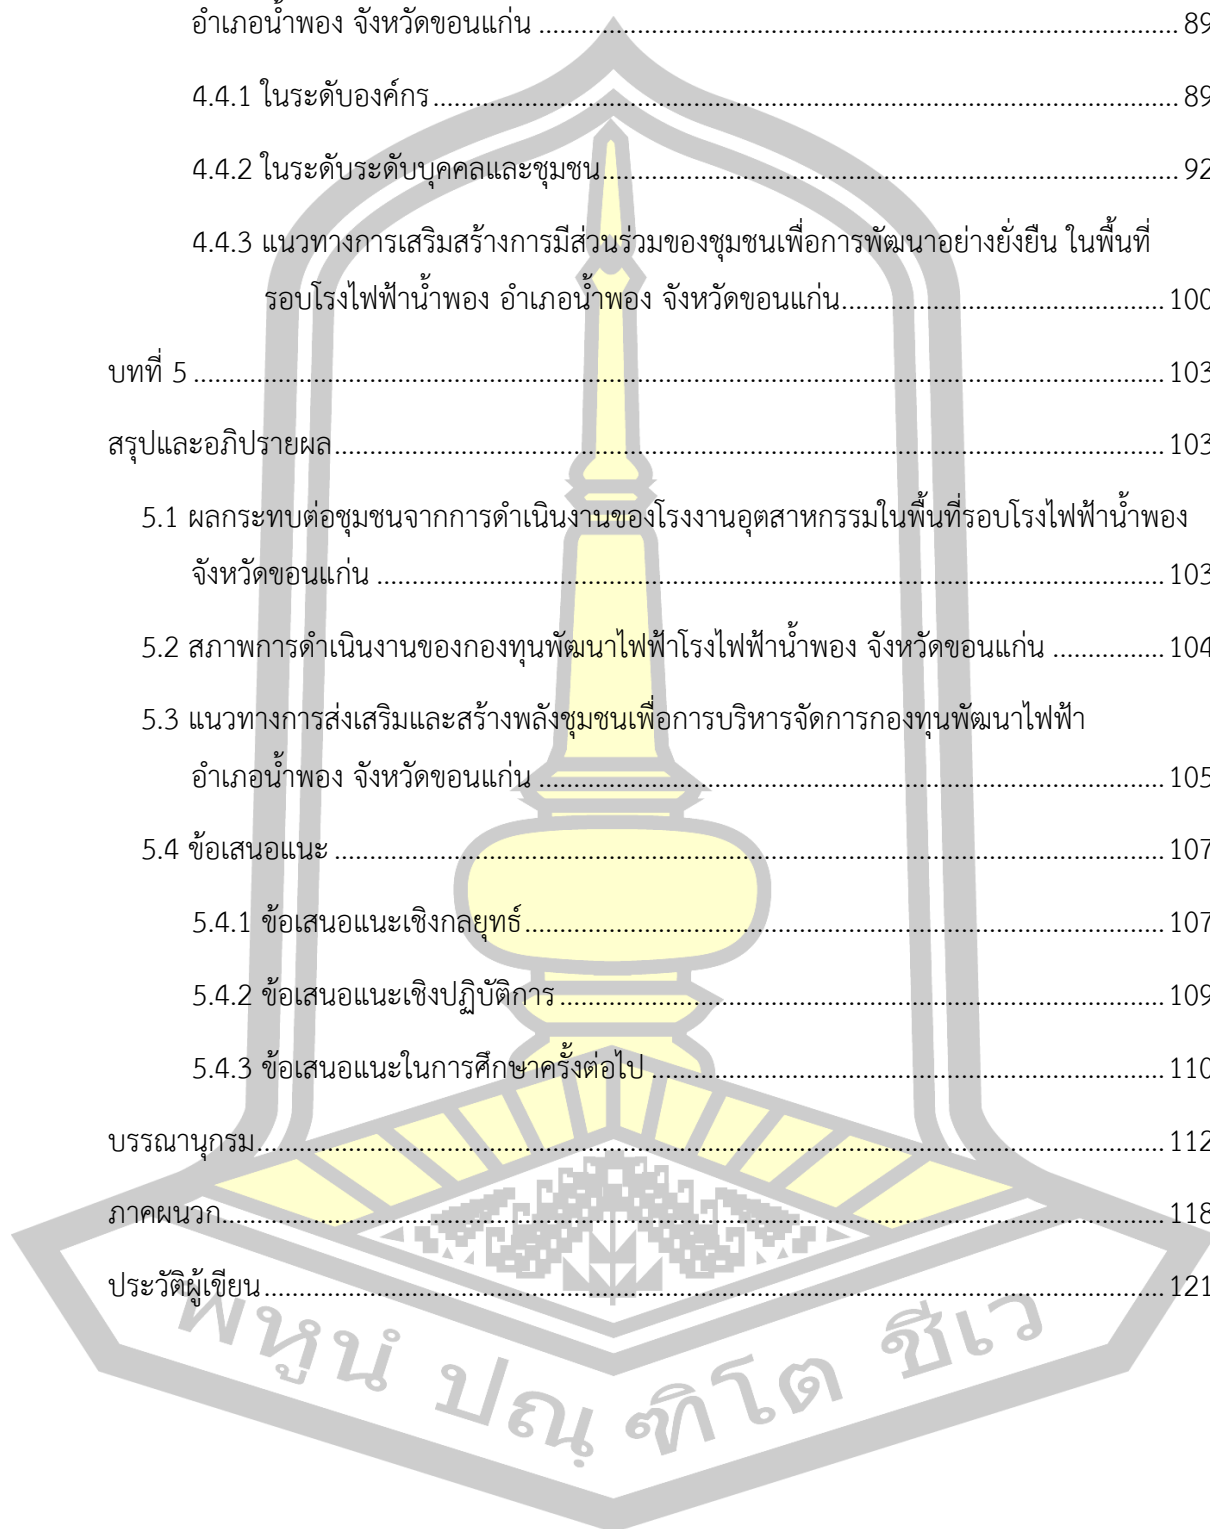 อำเภอน้ำพอง จังหวัดขอนแก่น ........ 89
4.4.1 ในระดับองค์กร ........ 89
4.4.2 ในระดับระดับบุคคลและชุมชน ........ 92
4.4.3 แนวทางการเสริมสร้างการมีส่วนร่วมของชุมชนเพื่อการพัฒนาอย่างยั่งยืน ในพื้นที่
รอบโรงไฟฟ้าน้ำพอง อำเภอน้ำพอง จังหวัดขอนแก่น ........ 100
บทที่ 5 ........ 103
สรุปและอภิปรายผล ........ 103
5.1 ผลกระทบต่อชุมชนจากการดำเนินงานของโรงงานอุตสาหกรรมในพื้นที่รอบโรงไฟฟ้าน้ำพอง
จังหวัดขอนแก่น ........ 103
5.2 สภาพการดำเนินงานของกองทุนพัฒนาไฟฟ้าโรงไฟฟ้าน้ำพอง จังหวัดขอนแก่น ........ 104
5.3 แนวทางการส่งเสริมและสร้างพลังชุมชนเพื่อการบริหารจัดการกองทุนพัฒนาไฟฟ้า
อำเภอน้ำพอง จังหวัดขอนแก่น ........ 105
5.4 ข้อเสนอแนะ ........ 107
5.4.1 ข้อเสนอแนะเชิงกลยุทธ์ ........ 107
5.4.2 ข้อเสนอแนะเชิงปฏิบัติการ ........ 109
5.4.3 ข้อเสนอแนะในการศึกษาครั้งต่อไป ........ 110
บรรณานุกรม ........ 112
ภาคผนวก ........ 118
ประวัติผู้เขียน ........ 121
พหูนํ ปณฺฑิโต ชีเว